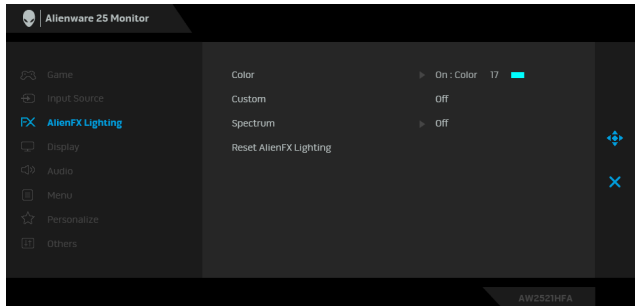 Alienware 25 Monitor
Game
Input Source
FX AlienFX Lighting
Display
Audio
Menu
Personalize
Others
Color On : Color 17
Custom Off
Spectrum Off
Reset AlienFX Lighting
AW2521HFA